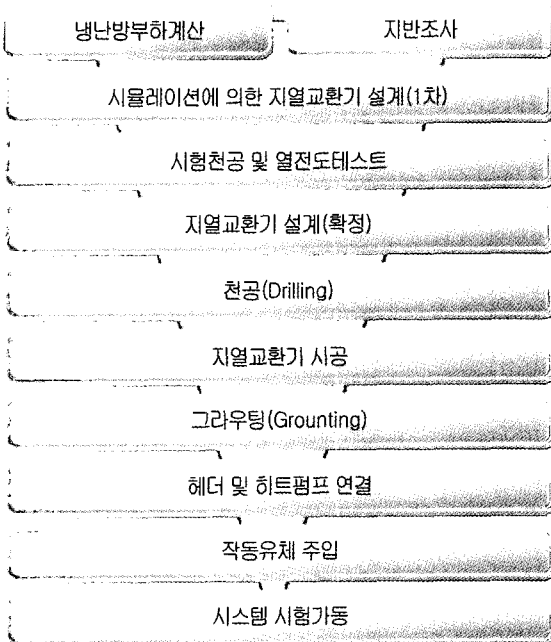 냉난방부하계산
지반조사
시뮬레이션에 의한 지열교환기 설계(1차)
시험천공 및 열전도테스트
지열교환기 설계(확정)
천공(Drilling)
지열교환기 시공
그라우팅(Grounting)
헤더 및 히트펌프 연결
작동유체 주입
시스템 시험가동